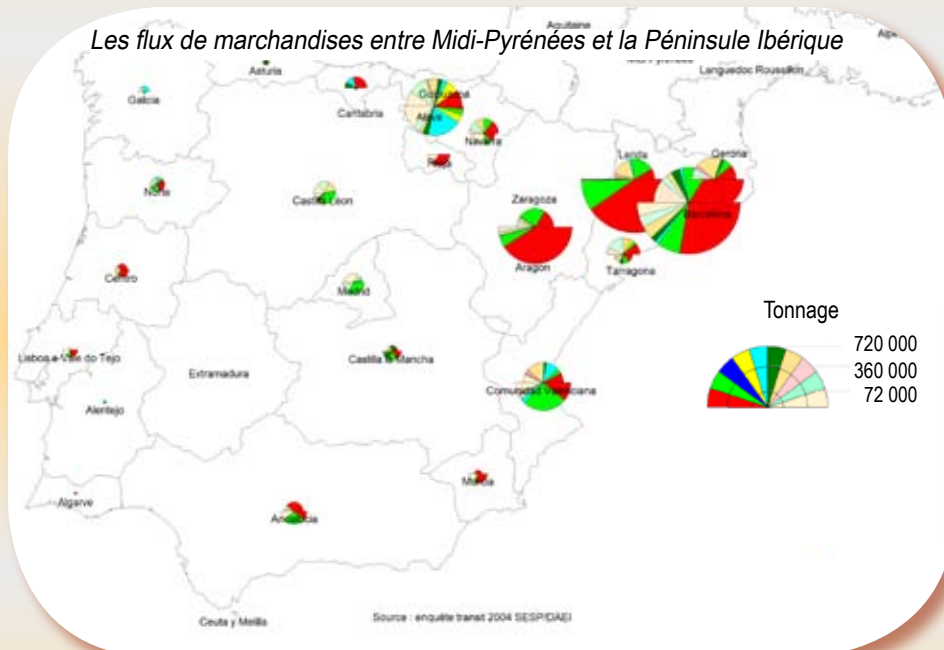 Les flux de marchandises entre Midi-Pyrénées et la Péninsule Ibérique
Aquitaine
Languedoc Roussillon
Asturia
Galicia
Cantabria
Alava
Navarra
Rioja
Norte
Castilla Leon
Zaragoza
Lerida
Gerona
Barcelona
Aragon
Tarragona
Centro
Madrid
Lisboa e Vale do Tejo
Extremadura
Castilla la Mancha
Comunidad Valenciana
Alentejo
Murcia
Algarve
Andalucia
Ceuta y Melilla
Tonnage
720 000
360 000
72 000
Source : enquête transit 2004 SESP/DAEI